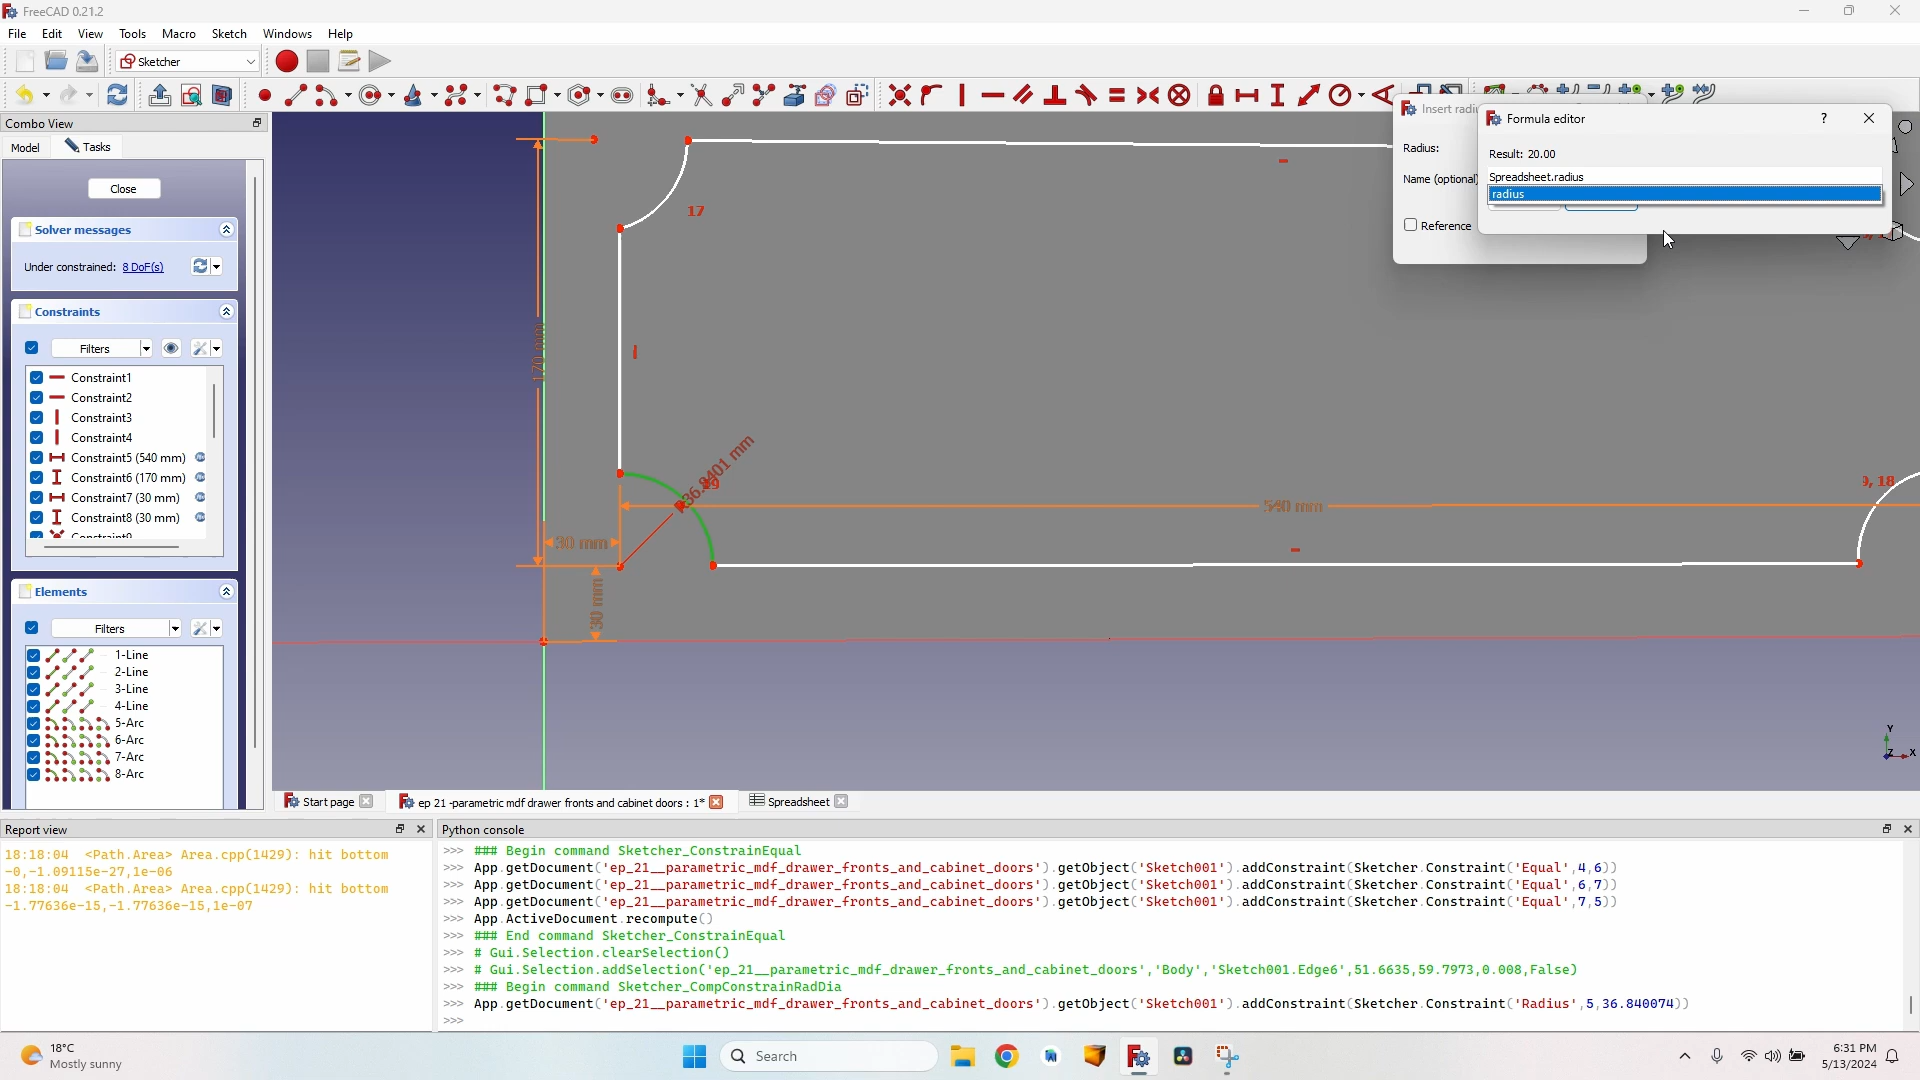 FreeCAD 0.21.2
File Edit View Tools Macro Sketch Windows Help
Sketcher
Combo View
Model Tasks
Close
Solver messages
Under constrained: 8 DoF(s)
Constraints
Filters
Constraint1
Constraint2
Constraint3
Constraint4
Constraint5 (540 mm)
Constraint6 (170 mm)
Constraint7 (30 mm)
Constraint8 (30 mm)
Constraint9
Elements
Filters
1-Line
2-Line
3-Line
4-Line
5-Arc
6-Arc
7-Arc
8-Arc
17
170 mm
540 mm
30 mm
30 mm
9, 18
Y
Z
X
Insert radiu
Radius:
Name (optional)
Reference
Formula editor
?
Result: 20.00
Spreadsheet.radius
radius
Start page
ep 21 -parametric mdf drawer fronts and cabinet doors : 1*
Spreadsheet
Report view
18:18:04 <Path.Area> Area.cpp(1429): hit bottom
-0,-1.09115e-27,1e-06
18:18:04 <Path.Area> Area.cpp(1429): hit bottom
-1.77636e-15,-1.77636e-15,1e-07
Python console
>>> ### Begin command Sketcher_ConstrainEqual
>>> App.getDocument('ep_21__parametric_mdf_drawer_fronts_and_cabinet_doors').getObject('Sketch001').addConstraint(Sketcher.Constraint('Equal',4,6))
>>> App.getDocument('ep_21__parametric_mdf_drawer_fronts_and_cabinet_doors').getObject('Sketch001').addConstraint(Sketcher.Constraint('Equal',6,7))
>>> App.getDocument('ep_21__parametric_mdf_drawer_fronts_and_cabinet_doors').getObject('Sketch001').addConstraint(Sketcher.Constraint('Equal',7,5))
>>> App.ActiveDocument.recompute()
>>> ### End command Sketcher_ConstrainEqual
>>> # Gui.Selection.clearSelection()
>>> # Gui.Selection.addSelection('ep_21__parametric_mdf_drawer_fronts_and_cabinet_doors','Body','Sketch001.Edge6',51.6635,59.7973,0.008,False)
>>> ### Begin command Sketcher_CompConstrainRadDia
>>> App.getDocument('ep_21__parametric_mdf_drawer_fronts_and_cabinet_doors').getObject('Sketch001').addConstraint(Sketcher.Constraint('Radius',5,36.840074))
>>>
18°C
Mostly sunny
Search
6:31 PM
5/13/2024